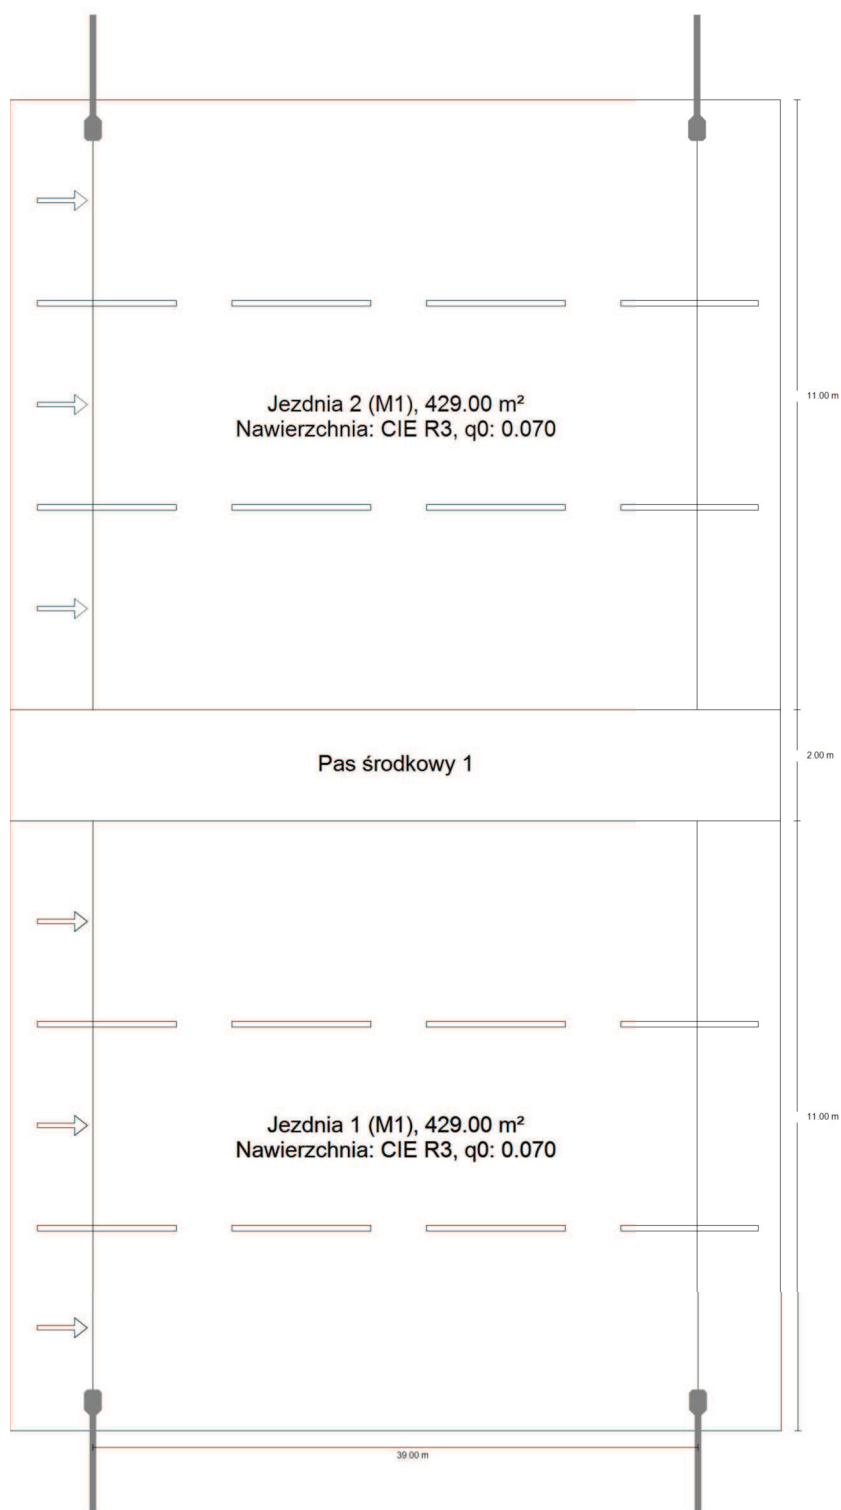 Jezdnia 2 (M1), 429.00 m²
Nawierzchnia: CIE R3, q0: 0.070
11.00 m
Pas środkowy 1
2.00 m
Jezdnia 1 (M1), 429.00 m²
Nawierzchnia: CIE R3, q0: 0.070
11.00 m
39.00 m